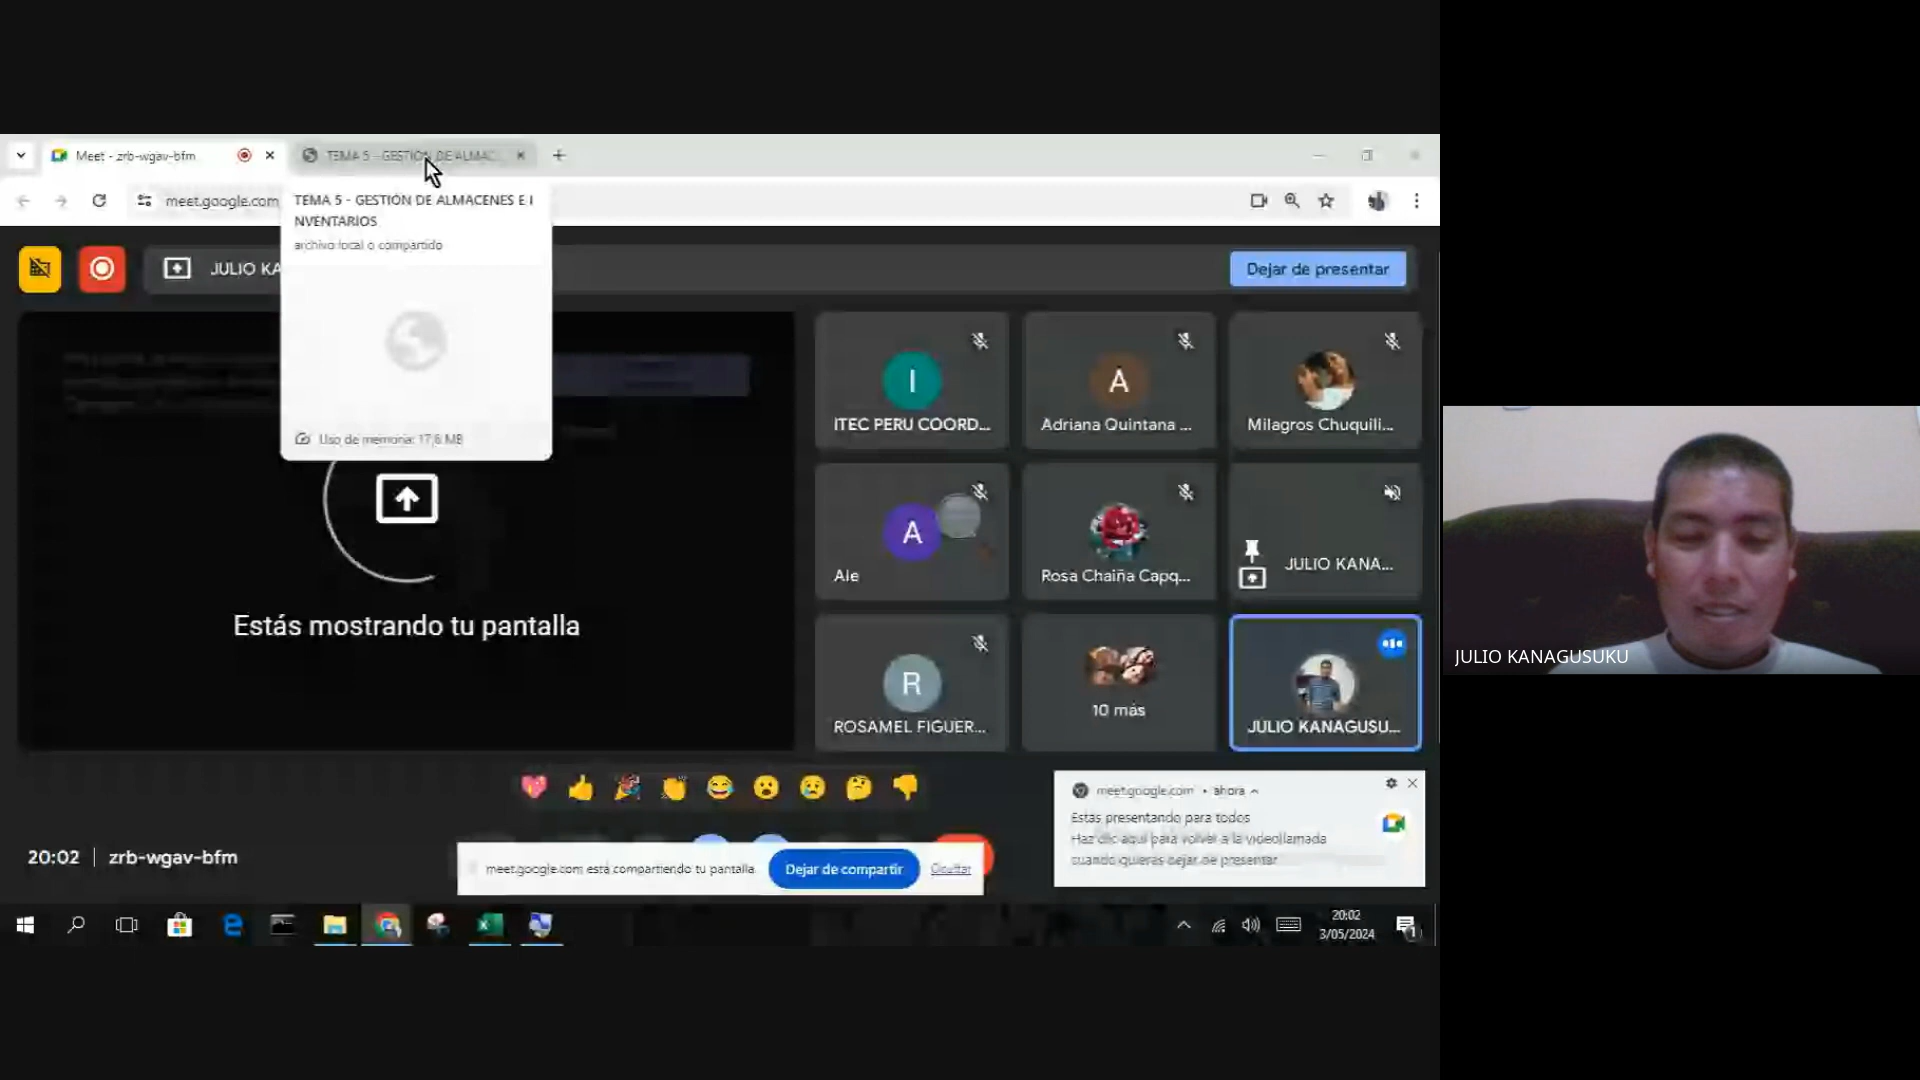 Meet - zrb-wgav-bfm
TEMA 5 - GESTIÓN DE ALMAC...
meet.google.com
TEMA 5 - GESTIÓN DE ALMACENES E I
NVENTARIOS
archivo local o compartido
Uso de memoria: 17,6 MB
JULIO KA
Dejar de presentar
Estás mostrando tu pantalla
I
ITEC PERU COORD...
A
Adriana Quintana ...
Milagros Chuquili...
A
Ale
Rosa Chaiña Capq...
JULIO KANA...
R
ROSAMEL FIGUER...
10 más
JULIO KANAGUSU...
JULIO KANAGUSUKU
meet.google.com • ahora
Estás presentando para todos
Haz clic aquí para volver a la videollamada
cuando quieras dejar de presentar
20:02 | zrb-wgav-bfm
meet.google.com está compartiendo tu pantalla.
Dejar de compartir
Ocultar
20:02
3/05/2024
1